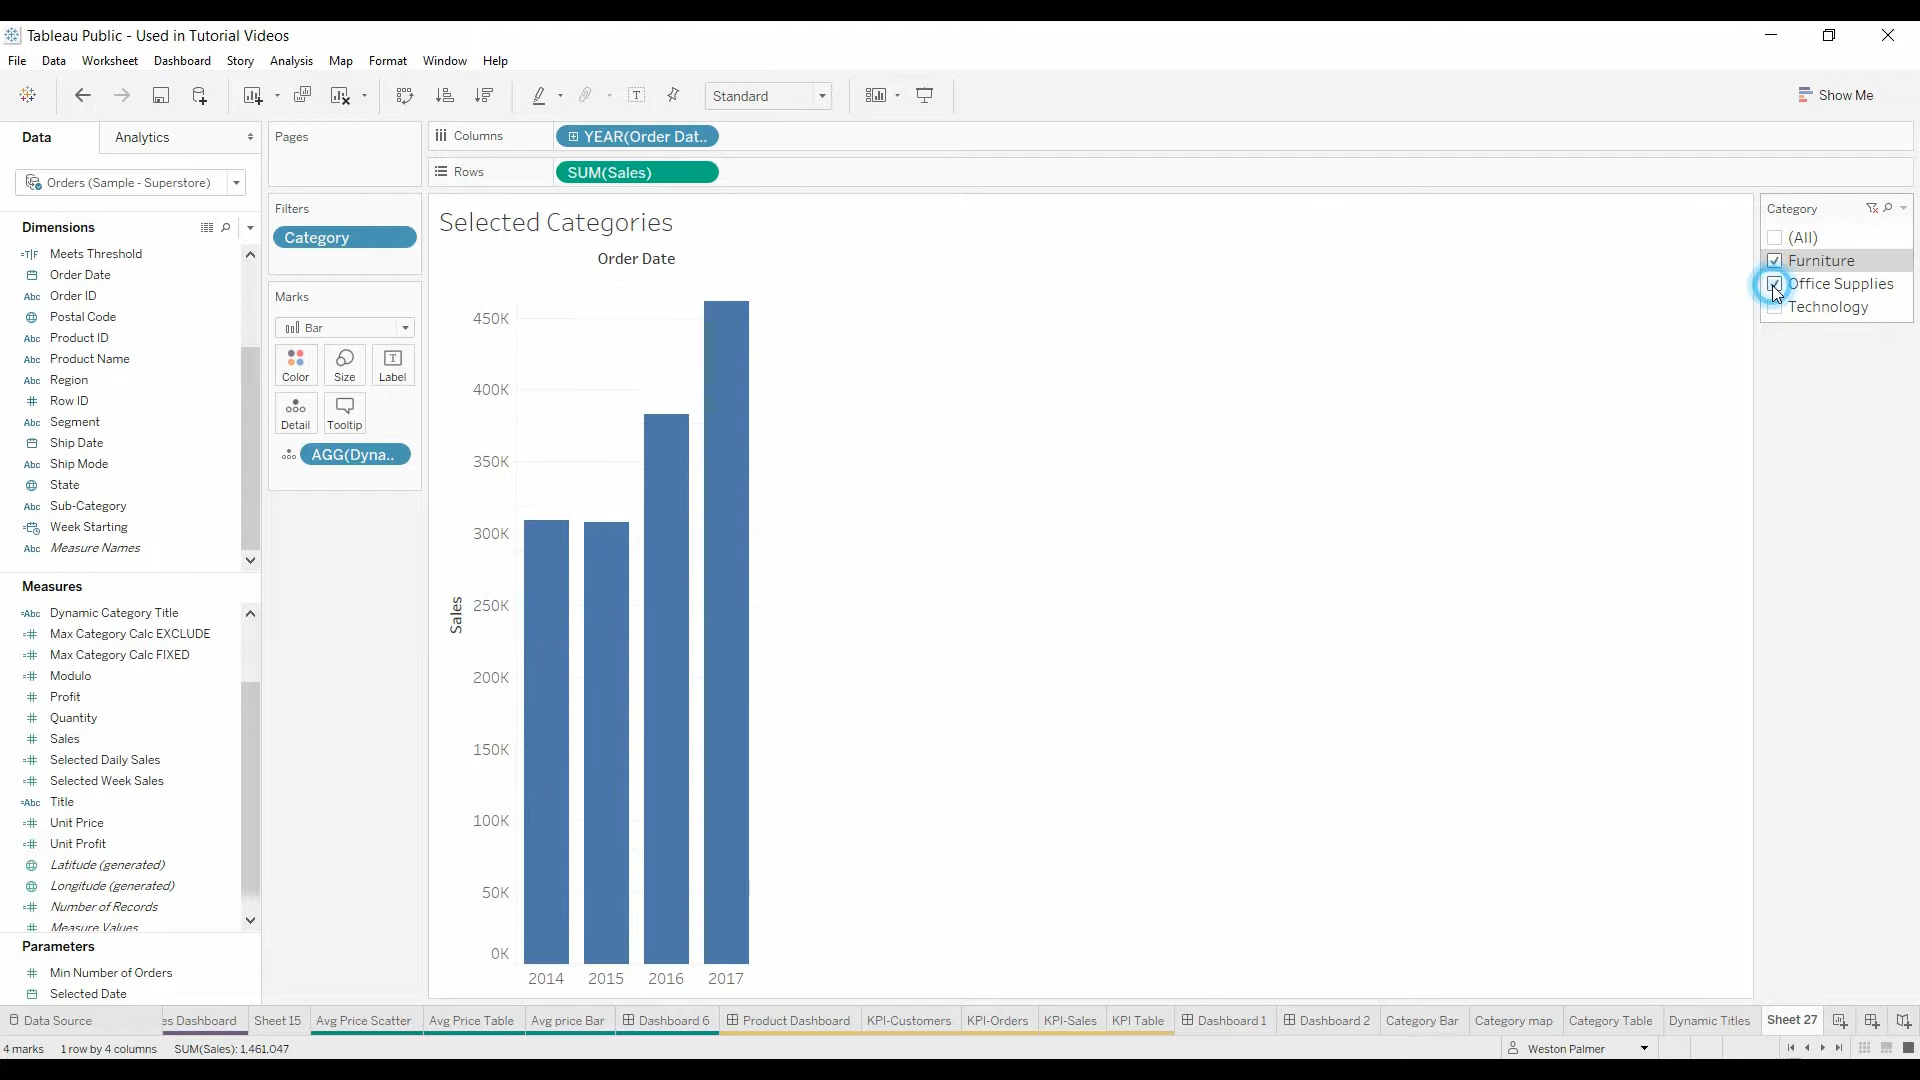 Tableau Public - Used in Tutorial Videos
File Data Worksheet Dashboard Story Analysis Map Format Window Help
Standard
Show Me
Data
Analytics
Orders (Sample - Superstore)
Dimensions
Meets Threshold
Order Date
Order ID
Postal Code
Product ID
Product Name
Region
Row ID
Segment
Ship Date
Ship Mode
State
Sub-Category
Week Starting
Measure Names
Measures
Dynamic Category Title
Max Category Calc EXCLUDE
Max Category Calc FIXED
Modulo
Profit
Quantity
Sales
Selected Daily Sales
Selected Week Sales
Title
Unit Price
Unit Profit
Latitude (generated)
Longitude (generated)
Number of Records
Measure Values
Parameters
Min Number of Orders
Selected Date
Pages
Filters
Category
Marks
Bar
Color Size Label
Detail Tooltip
AGG(Dyna..
Columns YEAR(Order Dat..
Rows SUM(Sales)
Selected Categories
Order Date
450K
400K
350K
300K
250K
200K
150K
100K
50K
0K
Sales
2014 2015 2016 2017
Category
(All)
Furniture
Office Supplies
Technology
Data Source es Dashboard Sheet 15 Avg Price Scatter Avg Price Table Avg price Bar Dashboard 6 Product Dashboard KPI-Customers KPI-Orders KPI-Sales KPI Table Dashboard 1 Dashboard 2 Category Bar Category map Category Table Dynamic Titles Sheet 27
4 marks 1 row by 4 columns SUM(Sales): 1,461,047 Weston Palmer